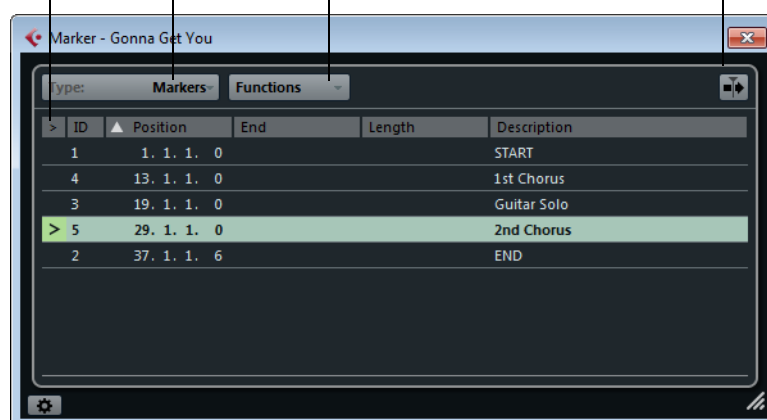 Marker - Gonna Get You
Type: Markers Functions
> ID Position End Length Description
1 1. 1. 1. 0 START
4 13. 1. 1. 0 1st Chorus
3 19. 1. 1. 0 Guitar Solo
> 5 29. 1. 1. 0 2nd Chorus
2 37. 1. 1. 6 END